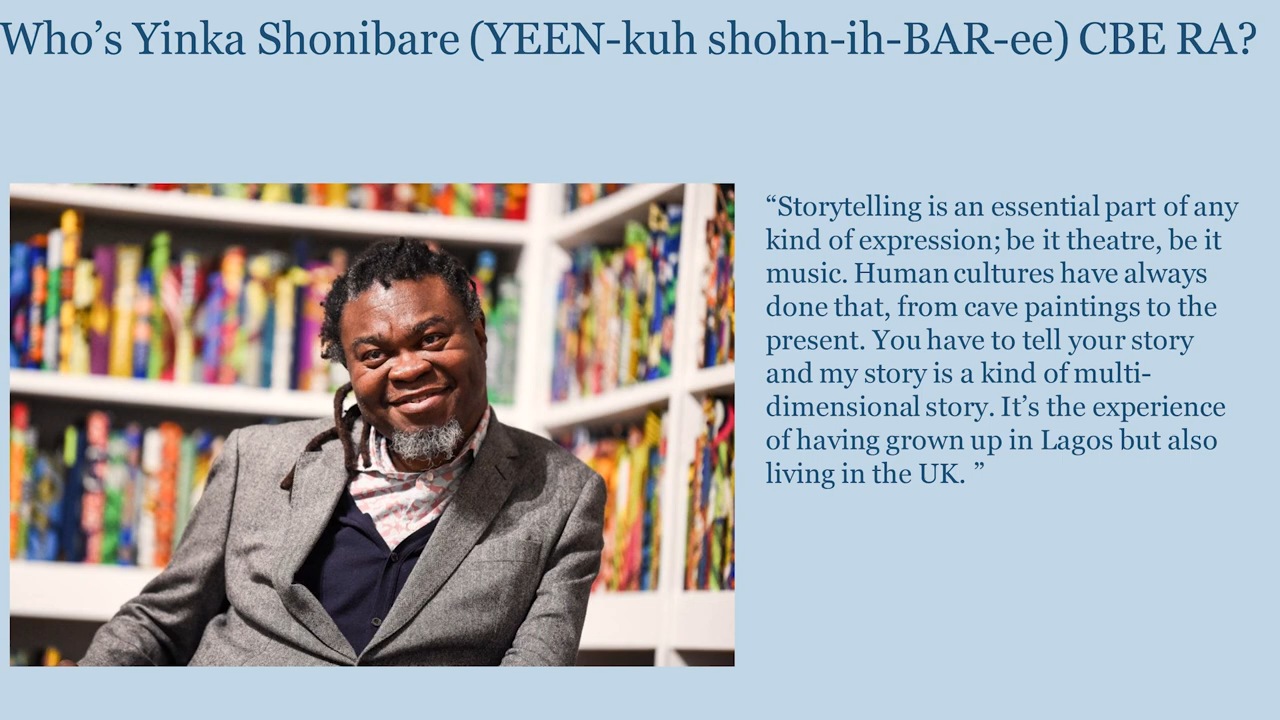 Who’s Yinka Shonibare (YEEN-kuh shohn-ih-BAR-ee) CBE RA?
“Storytelling is an essential part of any
kind of expression; be it theatre, be it
music. Human cultures have always
done that, from cave paintings to the
present. You have to tell your story
and my story is a kind of multi-
dimensional story. It’s the experience
of having grown up in Lagos but also
living in the UK. ”